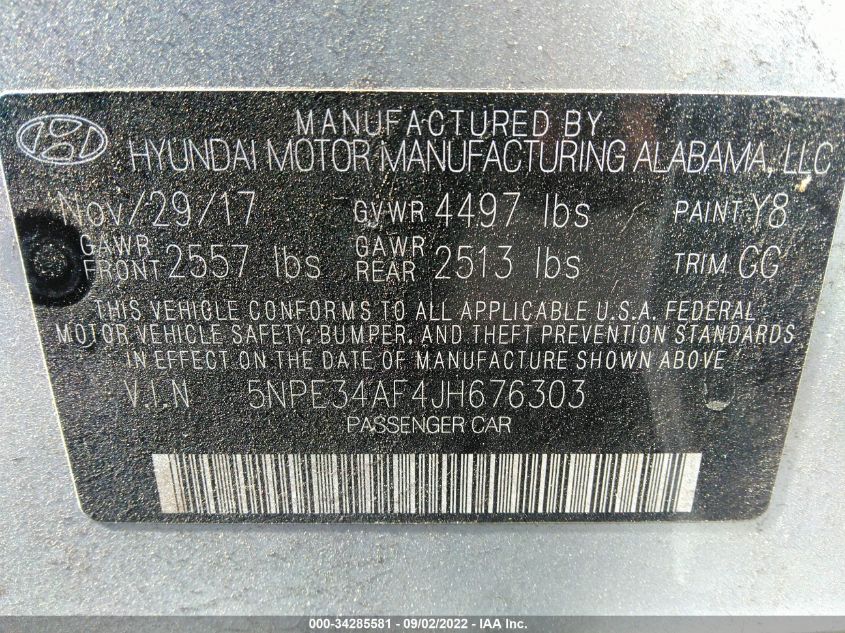 MANUFACTURED BY
HYUNDAI MOTOR MANUFACTURING ALABAMA, LLC
Nov/29/17 GVWR 4497 lbs PAINT Y8
GAWR FRONT 2557 lbs GAWR REAR 2513 lbs TRIM GG
THIS VEHICLE CONFORMS TO ALL APPLICABLE U.S.A. FEDERAL
MOTOR VEHICLE SAFETY, BUMPER, AND THEFT PREVENTION STANDARDS
IN EFFECT ON THE DATE OF MANUFACTURE SHOWN ABOVE
V.I.N 5NPE34AF4JH676303
PASSENGER CAR
000-34285581 - 09/02/2022 - Copyright © IAA, Inc.